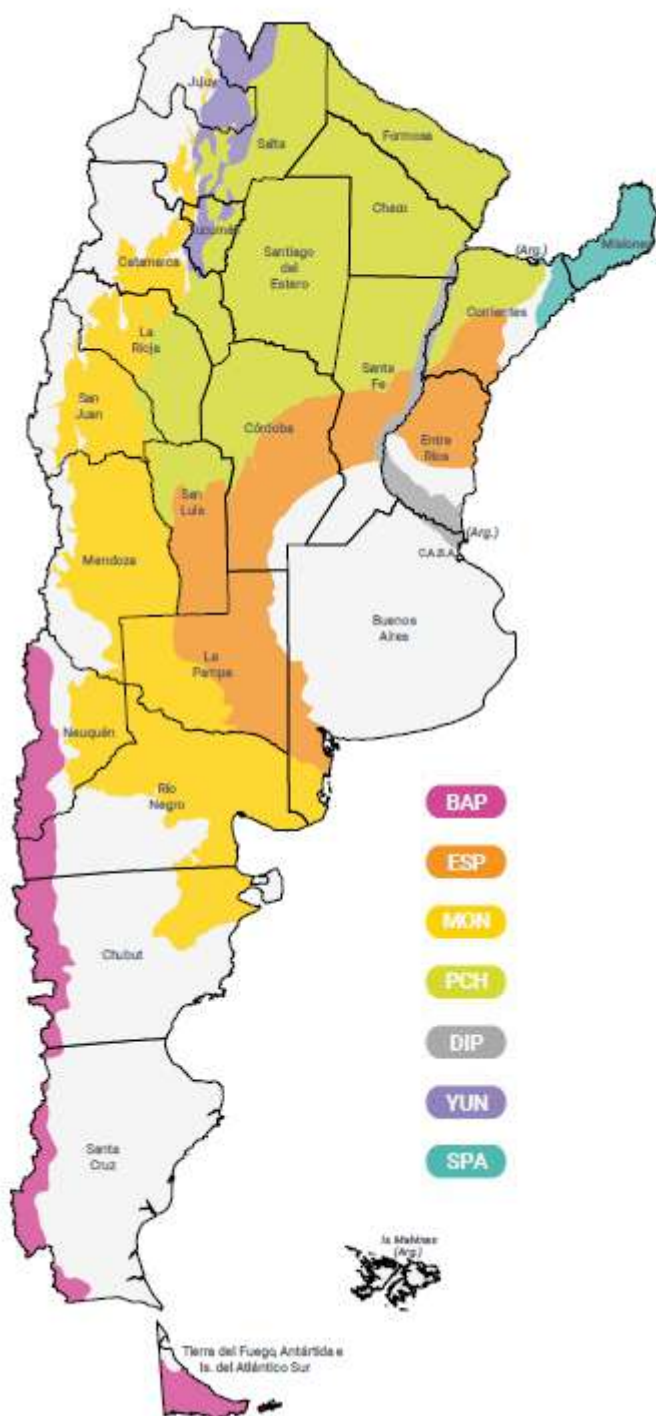 Jujuy
Salta
Formosa
Chaco
Tucumán
Catamarca
Santiago
del
Estero
(Arg.)
Misiones
Corrientes
La
Rioja
Santa
Fe
San
Juan
Córdoba
Entre
Ríos
San
Luis
(Arg.)
C.A.B.A.
Mendoza
Buenos
Aires
La
Pampa
Neuquén
Río
Negro
BAP
ESP
MON
PCH
DIP
YUN
SPA
Chubut
Santa
Cruz
Is. Malvinas
(Arg.)
Tierra del Fuego, Antártida e
Is. del Atlántico Sur